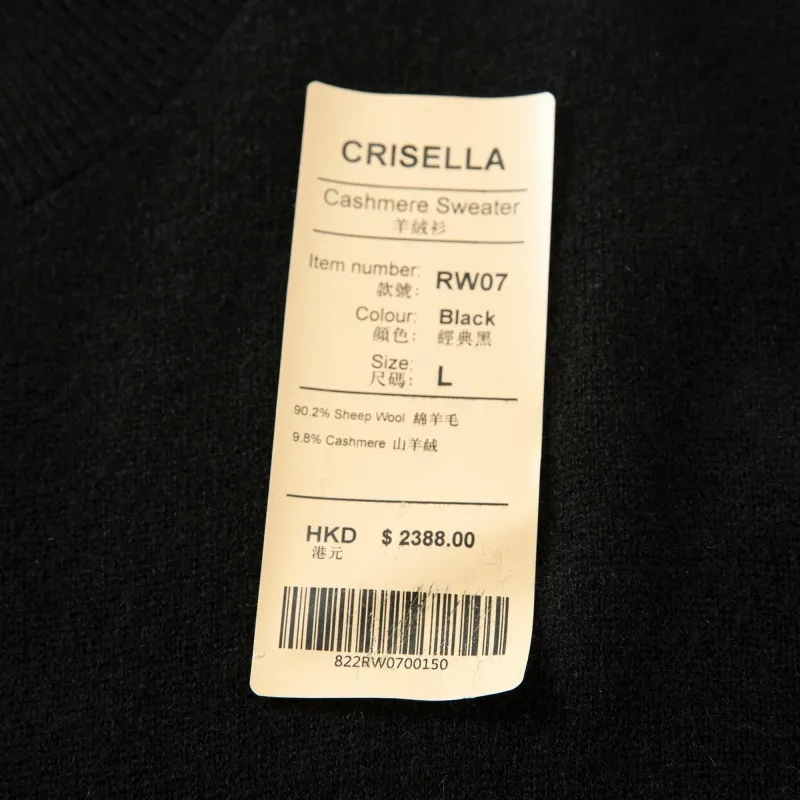 CRISELLA
Cashmere Sweater
羊絨衫
Item number: RW07
款號:
Colour: Black
顏色: 經典黑
Size: L
尺碼:
90.2% Sheep Wool 綿羊毛
9.8% Cashmere 山羊絨
HKD $ 2388.00
港元
822RW0700150